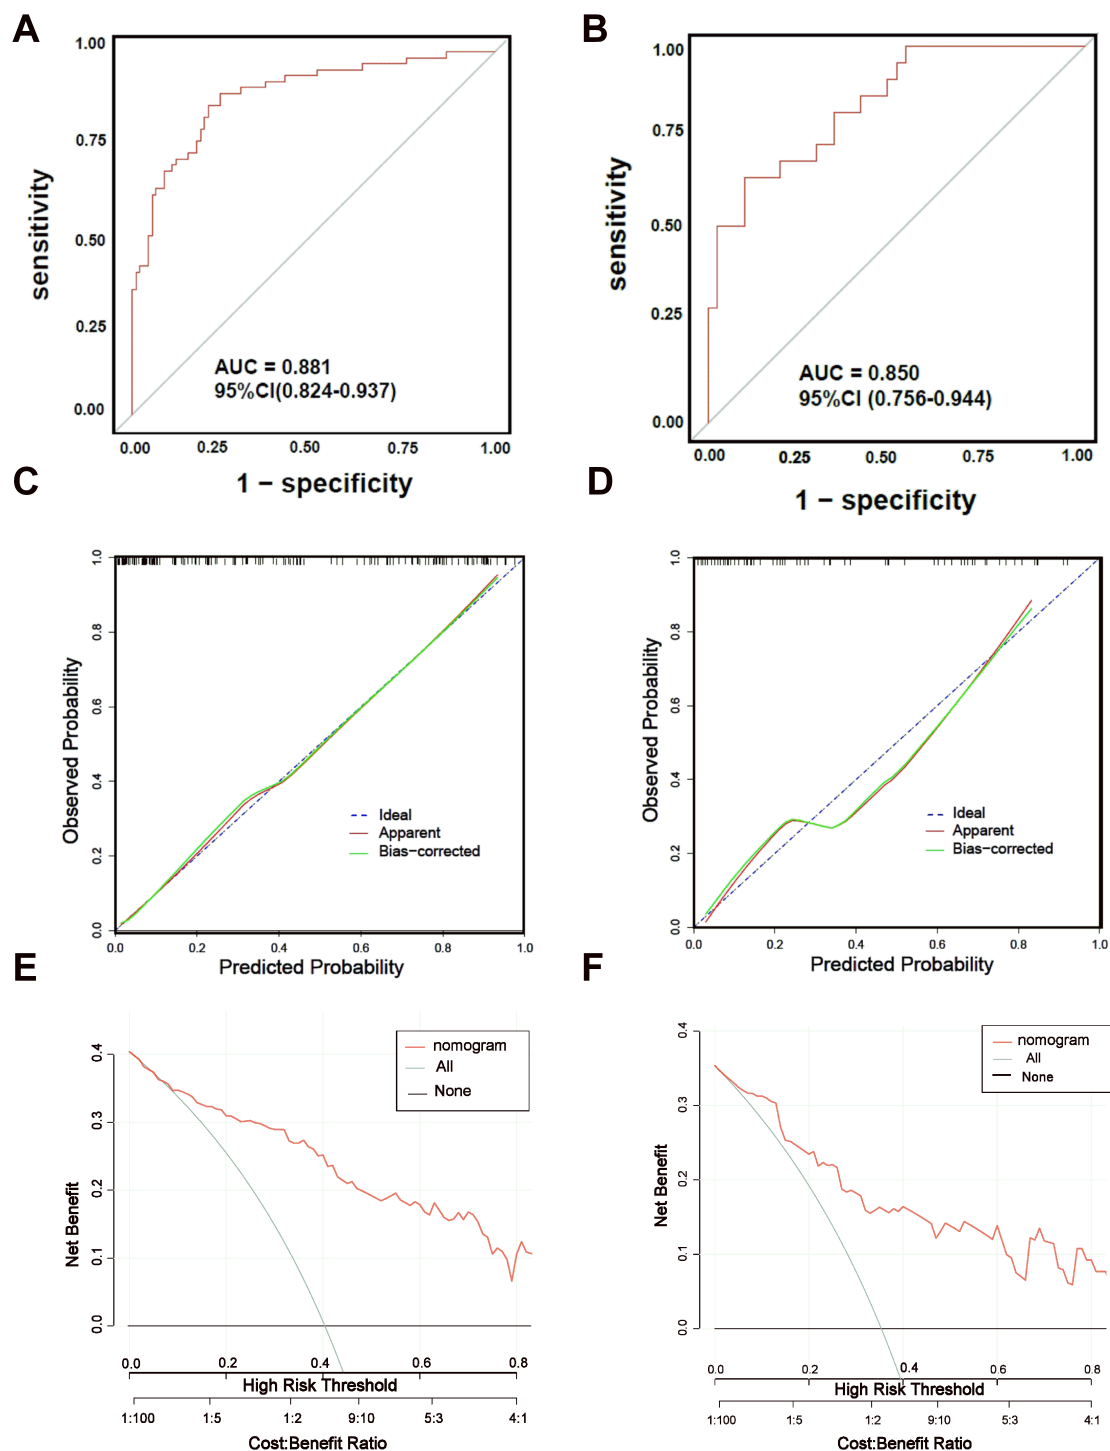 A
1.00
0.75
0.50
0.25
0.00
sensitivity
AUC = 0.881
95%CI(0.824-0.937)
0.00 0.25 0.50 0.75 1.00
1 − specificity
B
1.00
0.75
0.50
0.25
0.00
sensitivity
AUC = 0.850
95%CI (0.756-0.944)
0.00 0.25 0.50 0.75 1.00
1 − specificity
C
1.0
0.8
0.6
0.4
0.2
0.0
Observed Probability
Ideal
Apparent
Bias−corrected
0.0 0.2 0.4 0.6 0.8 1.0
Predicted Probability
D
1.0
0.8
0.6
0.4
0.2
0.0
Observed Probability
Ideal
Apparent
Bias−corrected
0.0 0.2 0.4 0.6 0.8 1.0
Predicted Probability
E
0.4
0.3
0.2
0.1
0.0
Net Benefit
nomogram
All
None
0.0 0.2 0.4 0.6 0.8
High Risk Threshold
1:100 1:5 1:2 9:10 5:3 4:1
Cost:Benefit Ratio
F
0.4
0.3
0.2
0.1
0.0
Net Benefit
nomogram
All
None
0.0 0.2 0.4 0.6 0.8
High Risk Threshold
1:100 1:5 1:2 9:10 5:3 4:1
Cost:Benefit Ratio